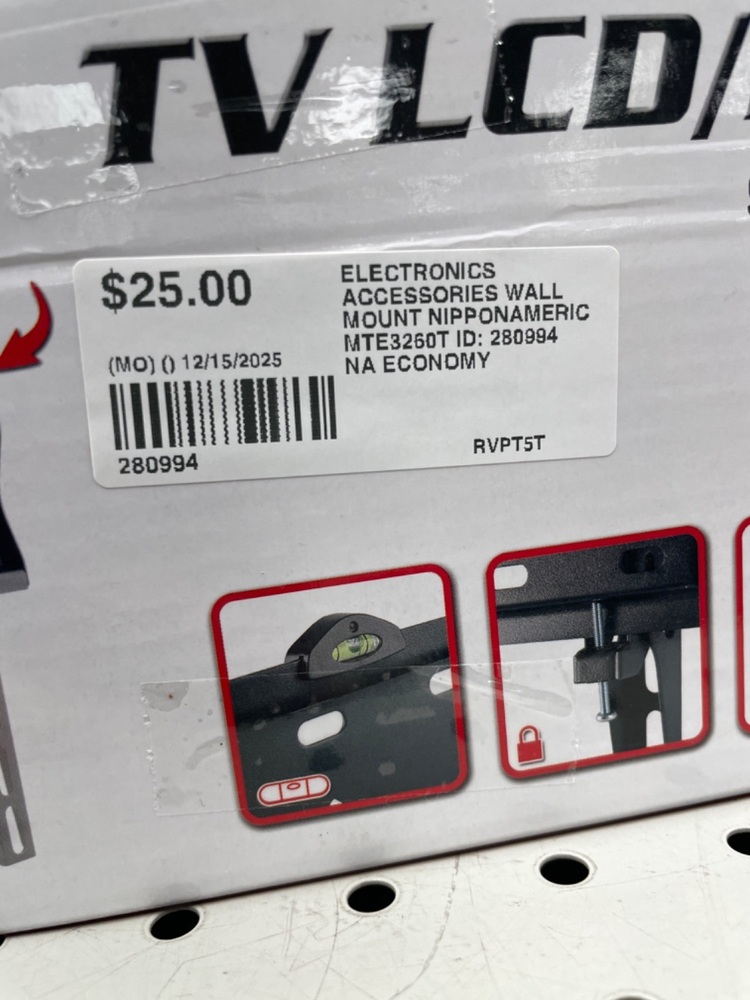 TV LCD/
$25.00
ELECTRONICS
ACCESSORIES WALL
MOUNT NIPPONAMERIC
MTE3260T ID: 280994
NA ECONOMY
(MO) () 12/15/2025
280994
RVPT5T